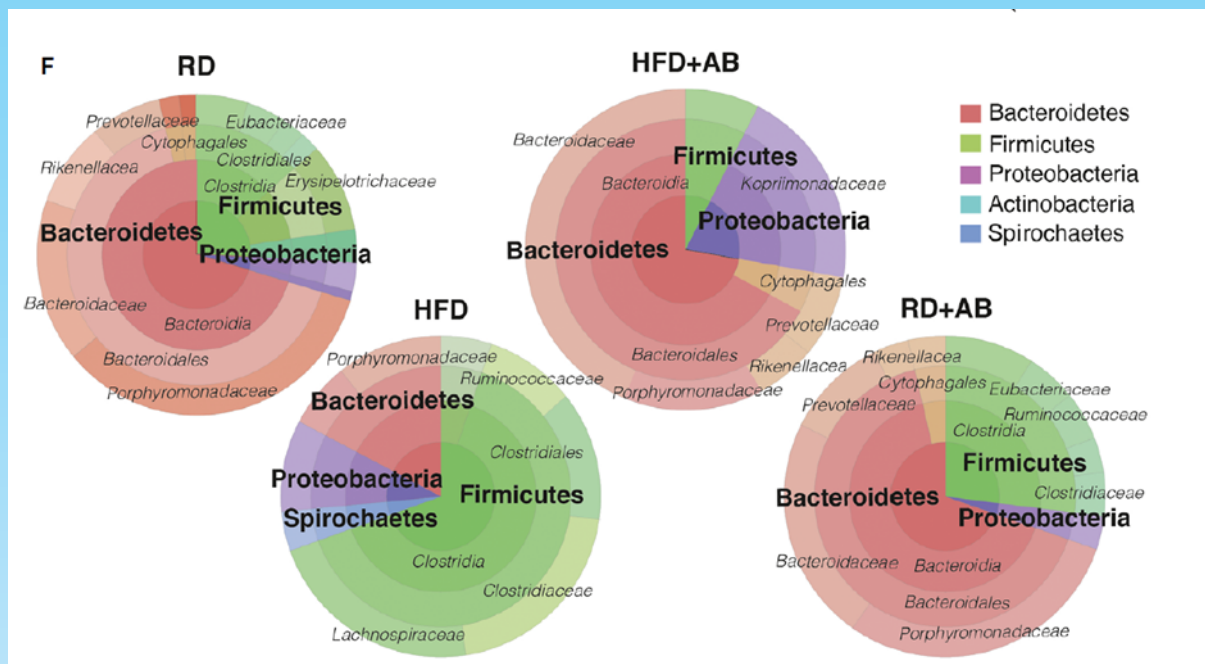 F
RD
Prevotellaceae
Eubacteriaceae
Cytophagales
Clostridiales
Rikenellacea
Clostridia
Erysipelotrichaceae
Firmicutes
Bacteroidetes
Proteobacteria
Bacteroidaceae
Bacteroidia
Bacteroidales
Porphyromonadaceae
HFD+AB
Bacteroidaceae
Firmicutes
Bacteroidia
Kopriimonadaceae
Proteobacteria
Bacteroidetes
Cytophagales
Prevotellaceae
Bacteroidales
Rikenellacea
Porphyromonadaceae
Bacteroidetes
Firmicutes
Proteobacteria
Actinobacteria
Spirochaetes
HFD
Porphyromonadaceae
Ruminococcaceae
Bacteroidetes
Clostridiales
Proteobacteria
Firmicutes
Spirochaetes
Clostridia
Clostridiaceae
Lachnospiraceae
RD+AB
Rikenellacea
Cytophagales
Eubacteriaceae
Prevotellaceae
Ruminococcaceae
Clostridia
Firmicutes
Clostridiaceae
Bacteroidetes
Proteobacteria
Bacteroidaceae
Bacteroidia
Bacteroidales
Porphyromonadaceae